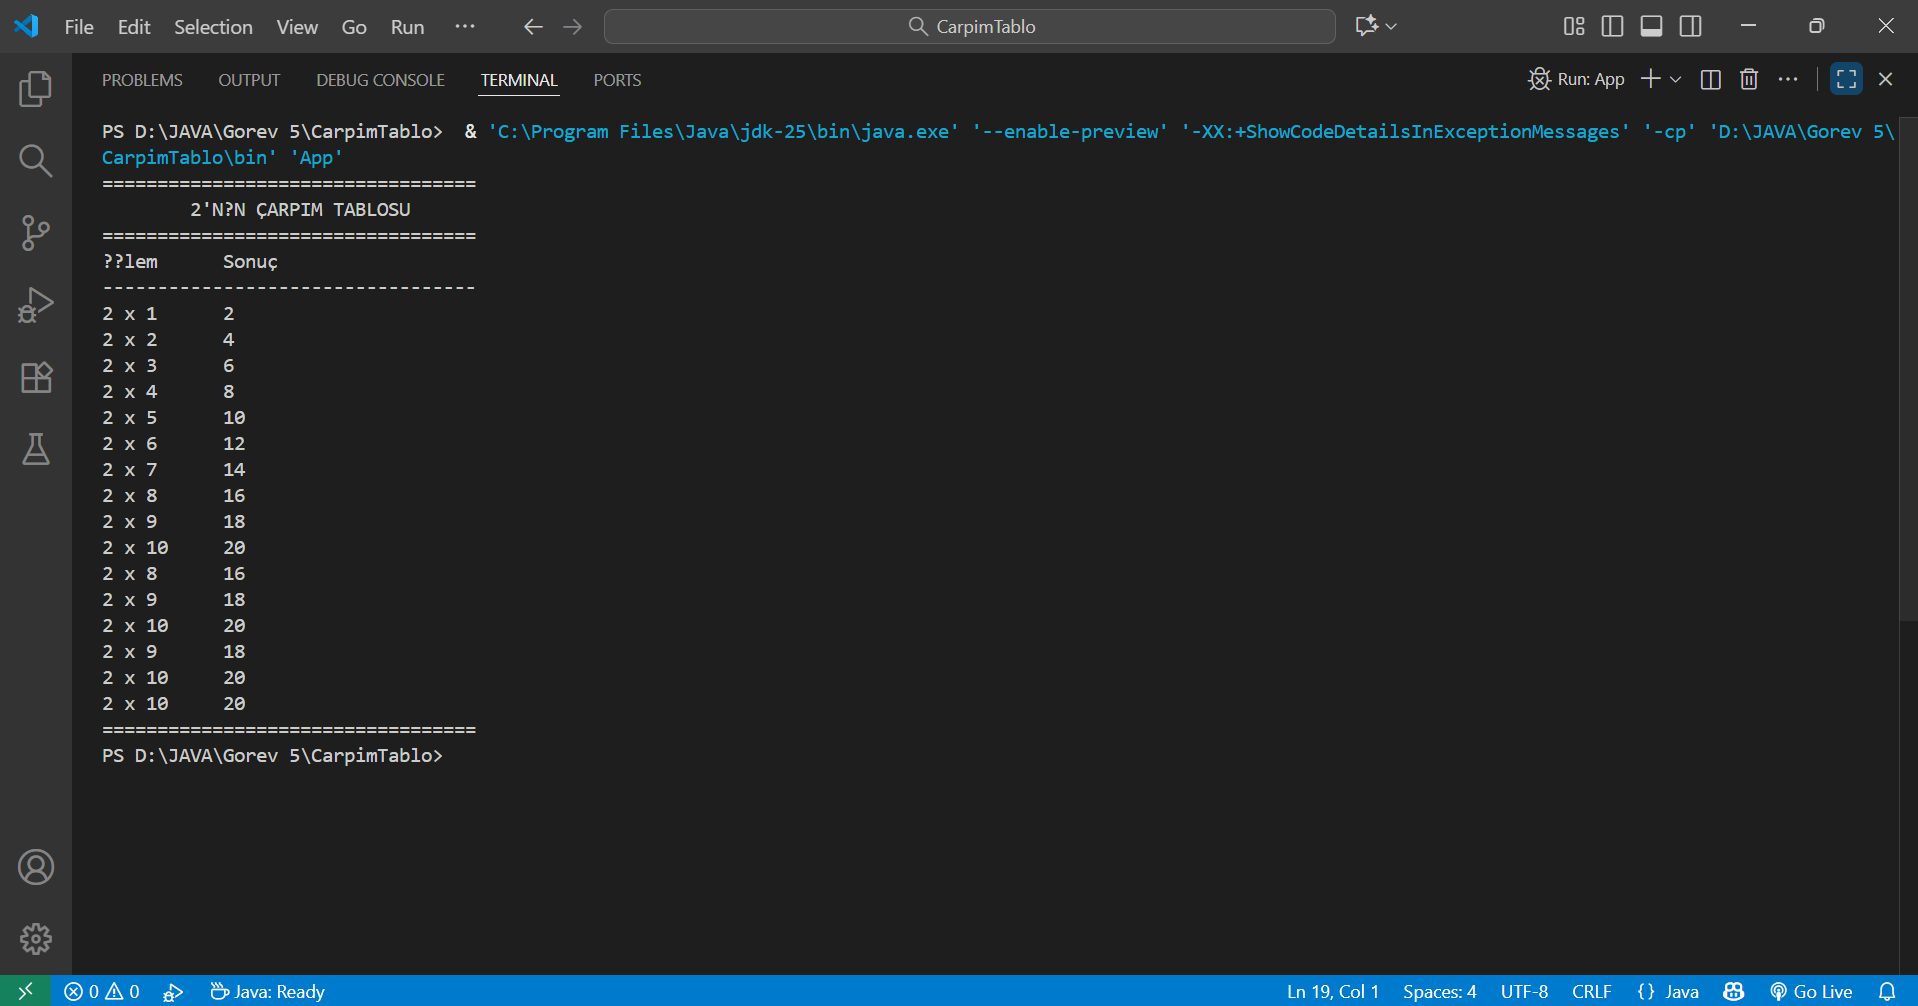 File Edit Selection View Go Run ··· CarpimTablo
PROBLEMS OUTPUT DEBUG CONSOLE TERMINAL PORTS Run: App
PS D:\JAVA\Gorev 5\CarpimTablo>  & 'C:\Program Files\Java\jdk-25\bin\java.exe' '--enable-preview' '-XX:+ShowCodeDetailsInExceptionMessages' '-cp' 'D:\JAVA\Gorev 5\
CarpimTablo\bin' 'App'
==================================
        2'N?N ÇARPIM TABLOSU
==================================
??lem      Sonuç
----------------------------------
2 x 1      2
2 x 2      4
2 x 3      6
2 x 4      8
2 x 5      10
2 x 6      12
2 x 7      14
2 x 8      16
2 x 9      18
2 x 10     20
2 x 8      16
2 x 9      18
2 x 10     20
2 x 9      18
2 x 10     20
2 x 10     20
==================================
PS D:\JAVA\Gorev 5\CarpimTablo>
0 0 Java: Ready Ln 19, Col 1 Spaces: 4 UTF-8 CRLF {} Java Go Live